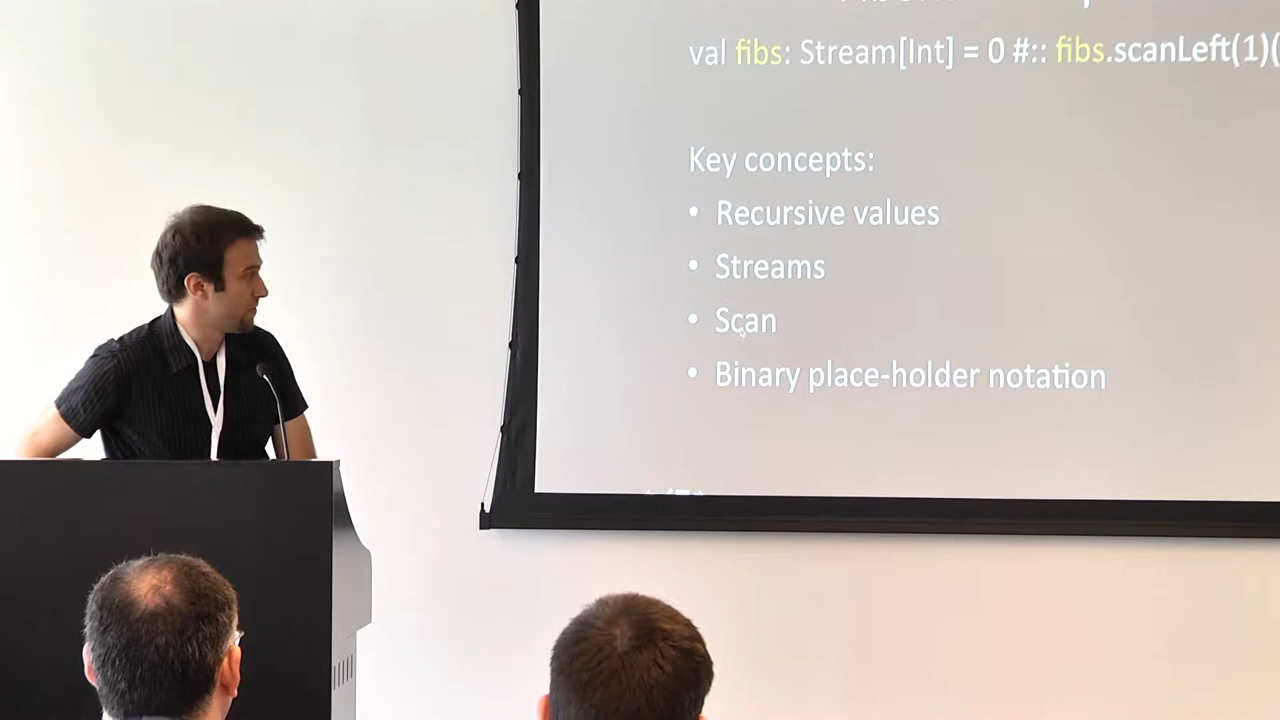 val fibs: Stream[Int] = 0 #:: fibs.scanLeft(1)(
Key concepts:
• Recursive values
• Streams
• Scan
• Binary place-holder notation